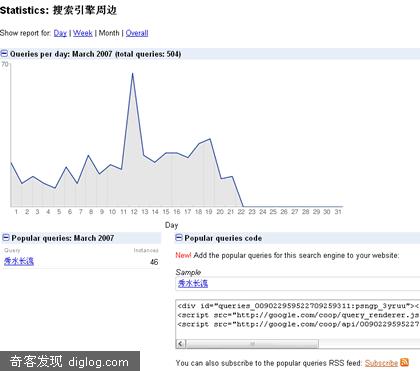 Statistics: 搜索引擎周边
Show report for: Day | Week | Month | Overall
Queries per day: March 2007 (total queries: 504)
70
1 2 3 4 5 6 7 8 9 10 11 12 13 14 15 16 17 18 19 20 21 22 23 24 25 26 27 28 29 30 31
Day
Popular queries: March 2007
Query Instances
秀水长流 46
Popular queries code
New! Add the popular queries for this search engine to your website:
Sample
秀水长流
<div id="queries_009022959522709259311:psngp_3yruu"><
<script src="http://google.com/coop/query_renderer.js
<script src="http://google.com/coop/api/0090229595227
You can also subscribe to the popular queries RSS feed: Subscribe
奇客发现 diglog.com